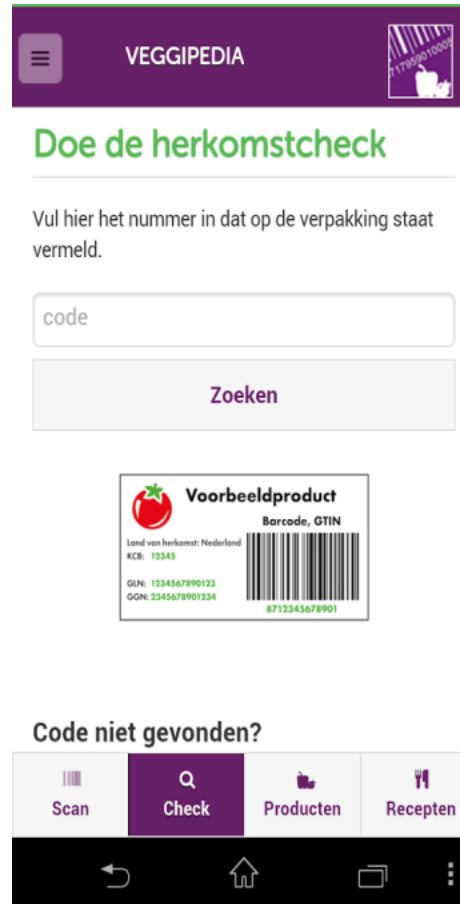 VEGGIPEDIA
717959010005
Doe de herkomstcheck
Vul hier het nummer in dat op de verpakking staat
vermeld.
code
Zoeken
Voorbeeldproduct
Barcode, GTIN
Land van herkomst: Nederland
KCB: 12345
GLN: 1234567890123
GGN: 2345678901234
8712345678901
Code niet gevonden?
Scan
Check
Producten
Recepten